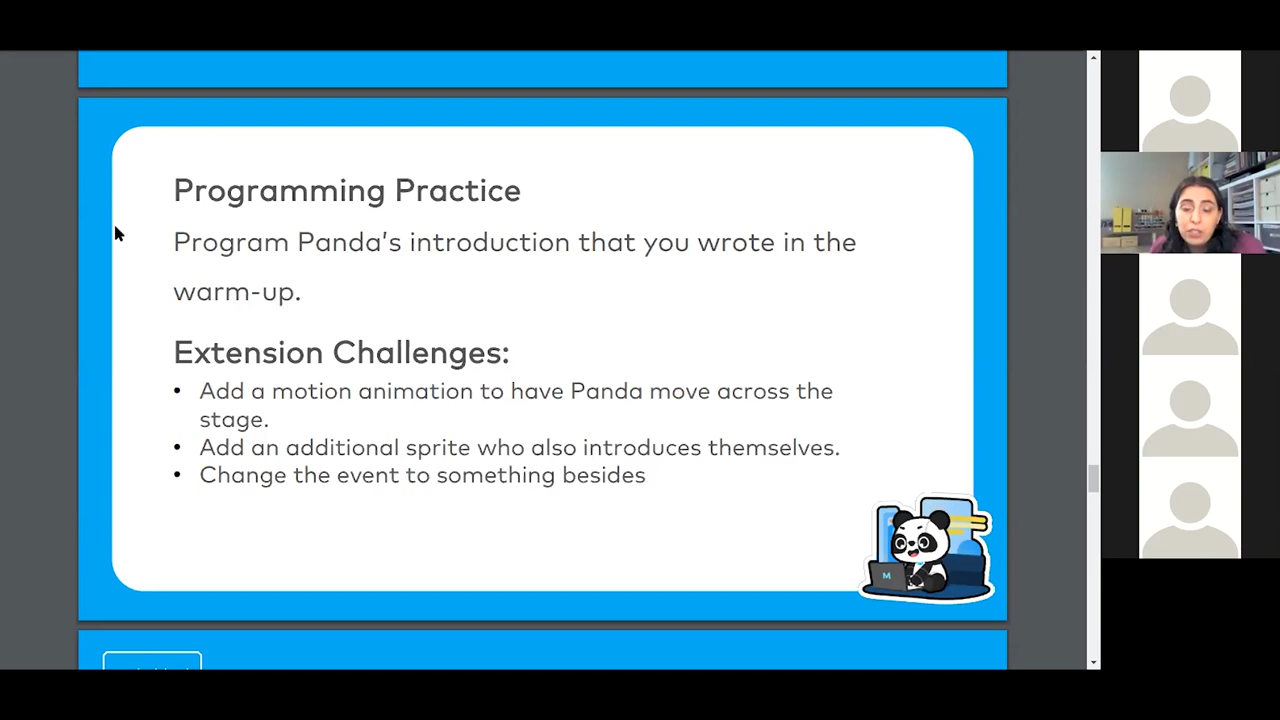 Programming Practice
Program Panda's introduction that you wrote in the
warm-up.
Extension Challenges:
• Add a motion animation to have Panda move across the
stage.
• Add an additional sprite who also introduces themselves.
• Change the event to something besides
M